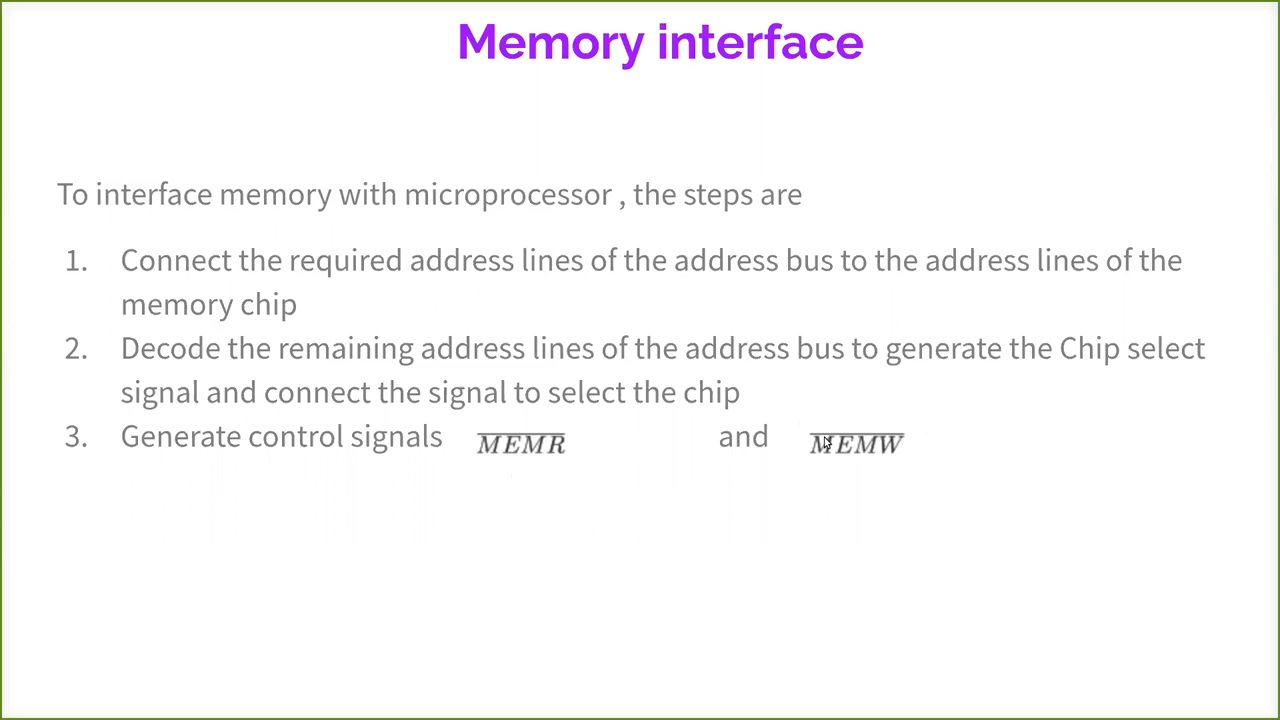 Memory interface
To interface memory with microprocessor , the steps are
1. Connect the required address lines of the address bus to the address lines of the
memory chip
2. Decode the remaining address lines of the address bus to generate the Chip select
signal and connect the signal to select the chip
3. Generate control signals $\overline{MEMR}$ and $\overline{MEMW}$